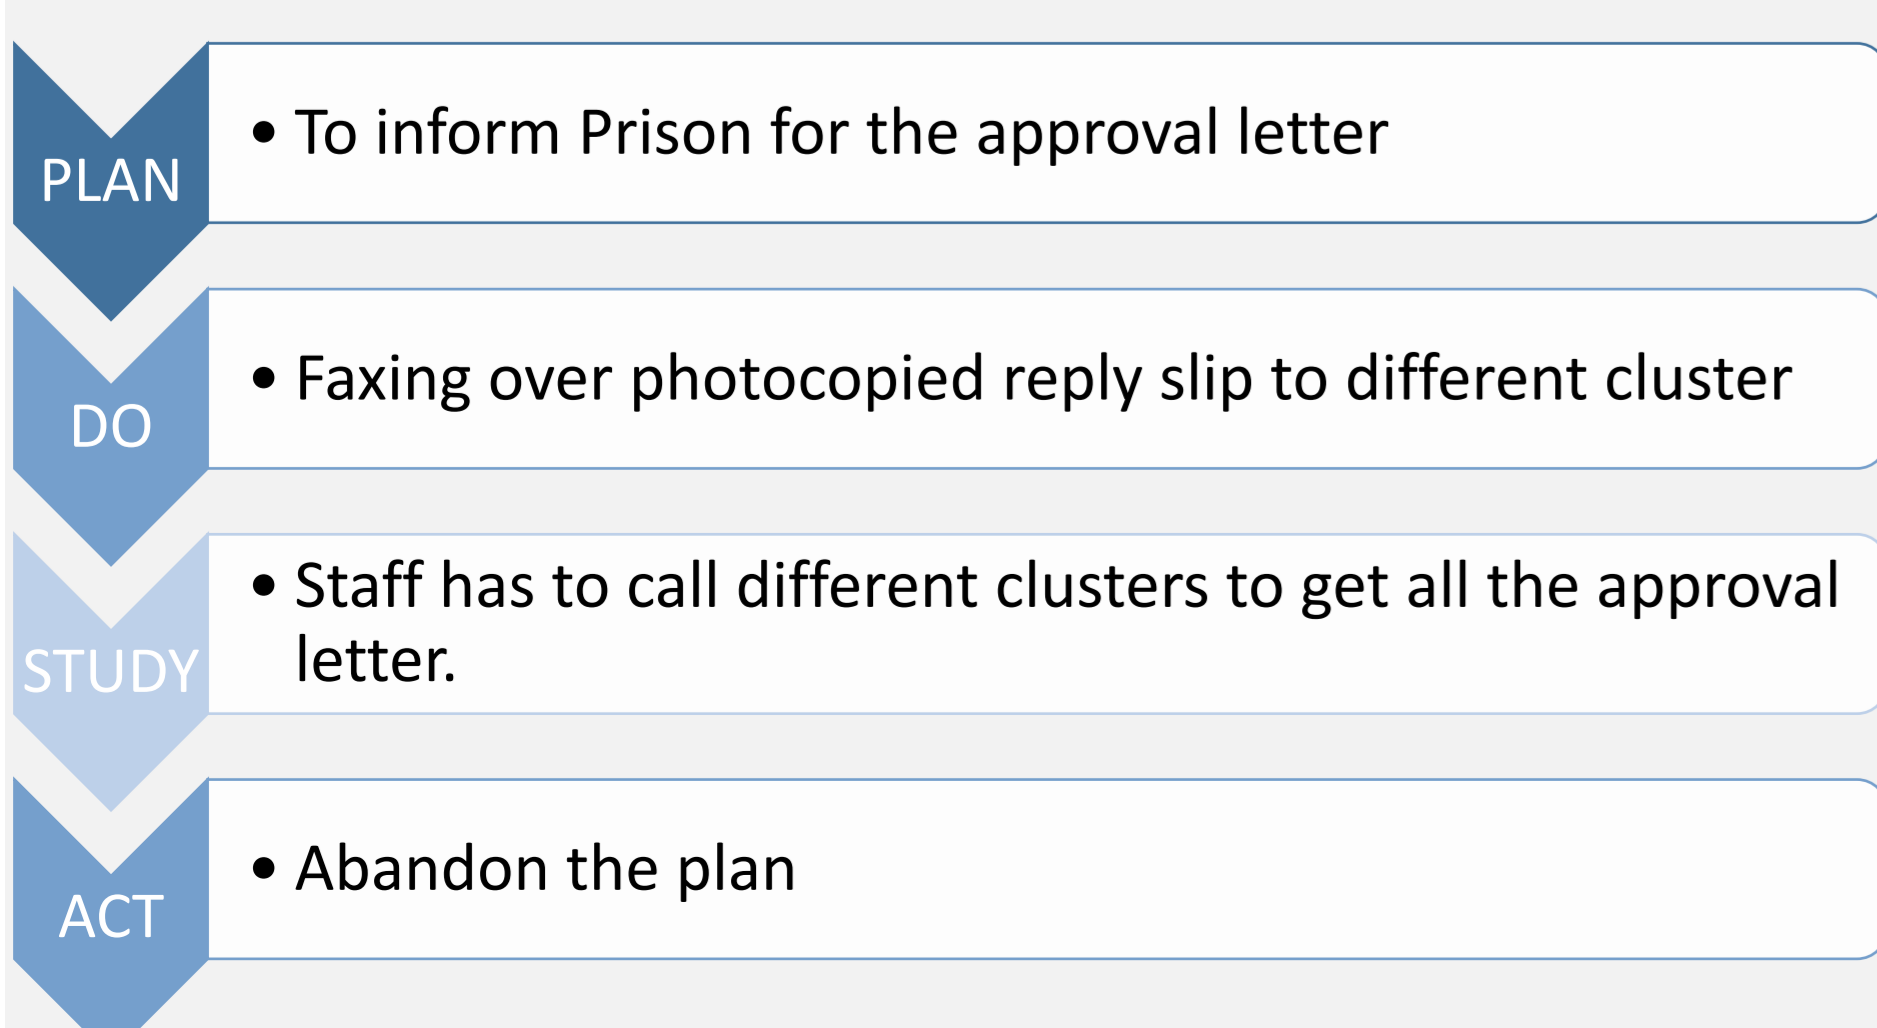 PLAN
• To inform Prison for the approval letter
DO
• Faxing over photocopied reply slip to different cluster
STUDY
• Staff has to call different clusters to get all the approval
letter.
ACT
• Abandon the plan